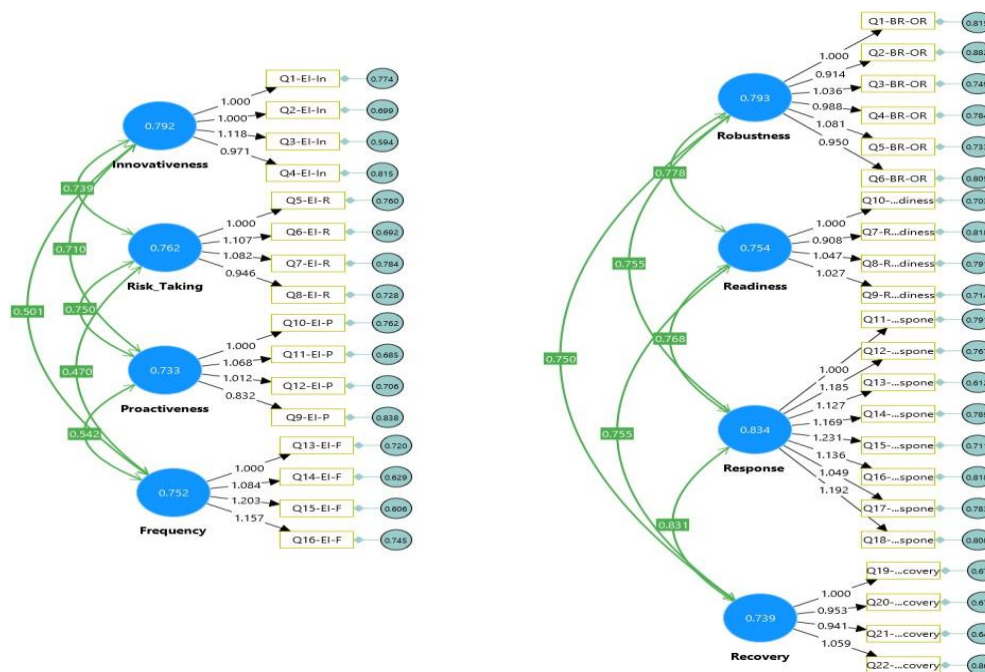 Q1-EI-In 0.774
1.000
Q2-EI-In 0.699
1.000
0.792
1.118
Q3-EI-In 0.594
0.971
Innovativeness
Q4-EI-In 0.815
0.739
Q5-EI-R 0.760
1.000
Q6-EI-R 0.692
1.107
0.762
1.082
0.710
Q7-EI-R 0.784
0.946
Risk_Taking
Q8-EI-R 0.728
0.501
0.750
Q10-EI-P 0.762
1.000
Q11-EI-P 0.685
1.068
0.470
0.733
1.012
Q12-EI-P 0.706
0.832
Proactiveness
Q9-EI-P 0.838
0.542
Q13-EI-F 0.720
1.000
Q14-EI-F 0.629
1.084
0.752
1.203
Q15-EI-F 0.606
1.157
Frequency
Q16-EI-F 0.745
Q1-BR-OR
1.000
Q2-BR-OR
0.914
Q3-BR-OR
1.036
0.793
0.988
Q4-BR-OR 0.784
1.081
Robustness
Q5-BR-OR
0.950
0.778
Q6-BR-OR
Q10-...diness
1.000
Q7-R...diness
0.908
0.754
1.047
Q8-R...diness
0.755
1.027
Readiness
Q9-R...diness
Q11-...spone
0.768
Q12-...spone
0.750
1.000
1.185
Q13-...spone
1.127
Q14-...spone
1.169
0.755
0.834
1.231
Q15-...spone
1.136
Response
Q16-...spone
1.049
1.192
Q17-...spone
0.831
Q18-...spone
Q19-...covery
1.000
Q20-...covery
0.953
0.739
0.941
Q21-...covery
1.059
Recovery
Q22-...covery